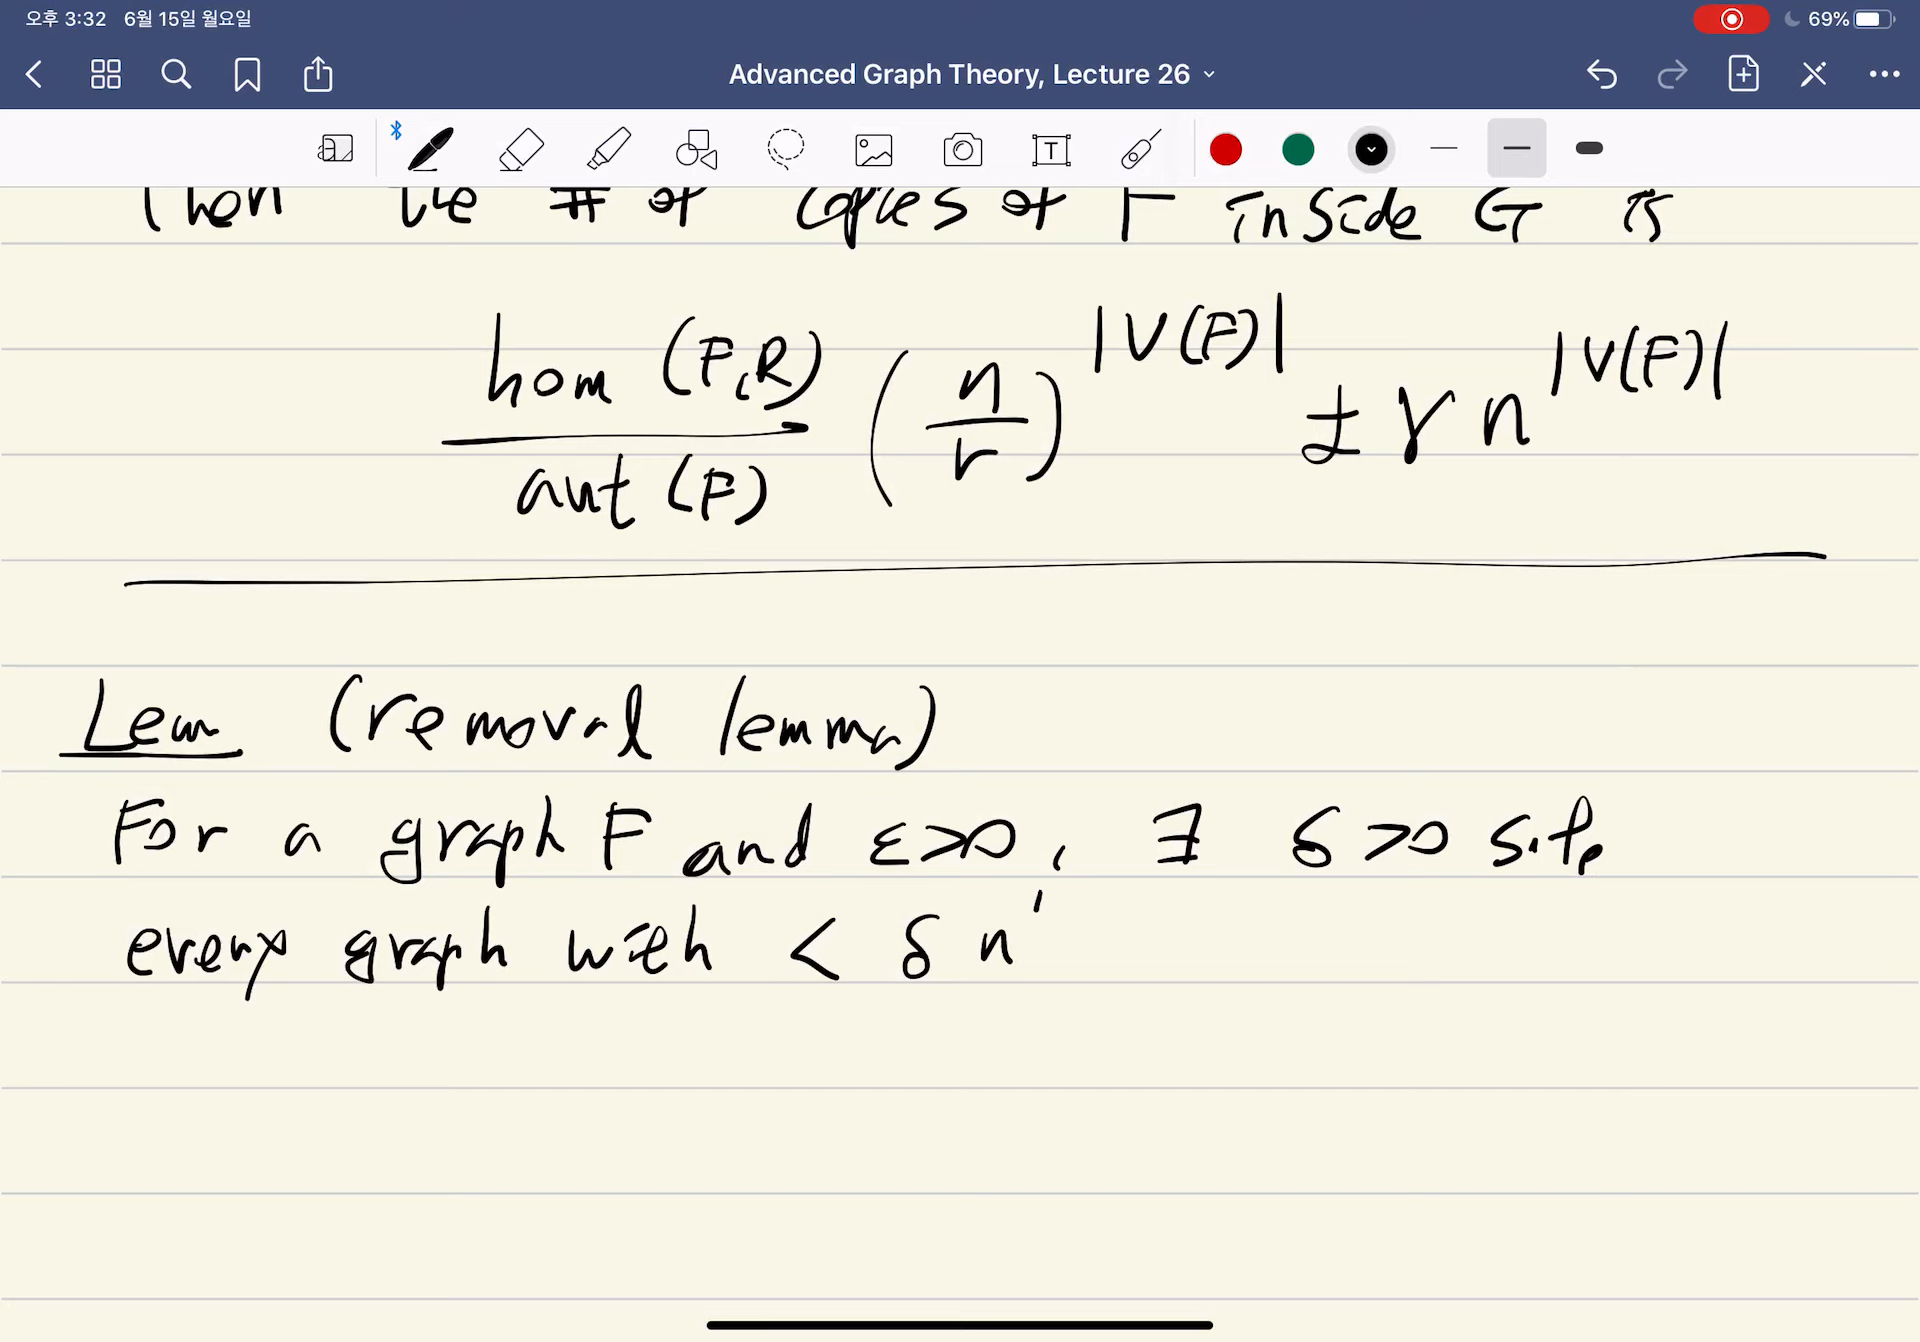 오후 3:32 6월 15일 월요일 69%
Advanced Graph Theory, Lecture 26
Then the # of copies of F inside G is
hom (F,R) / aut (F) (n/r)^|V(F)| ± γ n^|V(F)|
Lem (removal lemma)
For a graph F and ε>0, ∃ δ>0 s.t.
every graph with < δ n